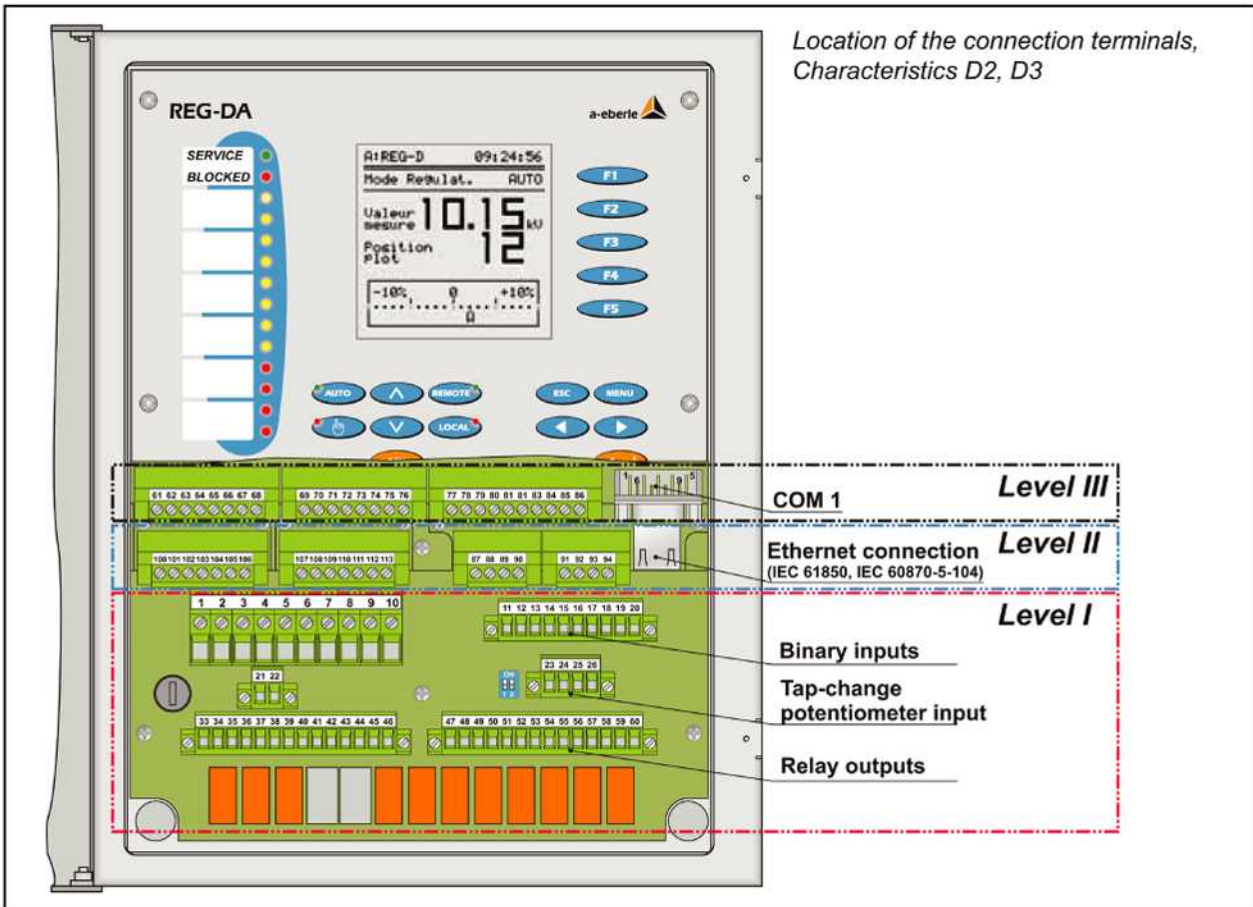 Location of the connection terminals,
Characteristics D2, D3
REG-DA
a-eberle
SERVICE
BLOCKED
A:REG-D 09:24:56
Mode Regulat. AUTO
Valeur mesure 10.15 kV
Position Plot 12
-10% 0 +10%
A
F1
F2
F3
F4
F5
AUTO REMOTE ESC MENU
LOCAL
61 62 63 64 65 66 67 68 69 70 71 72 73 74 75 76 77 78 79 80 81 81 83 84 85 86 1 6 9 5
COM 1
Level III
100 101 102 103 104 105 106 107 108 109 110 111 112 113 87 88 89 90 91 92 93 94
Ethernet connection
(IEC 61850, IEC 60870-5-104)
Level II
1 2 3 4 5 6 7 8 9 10 11 12 13 14 15 16 17 18 19 20
Level I
Binary inputs
21 22 ON 1 2 23 24 25 26
Tap-change
potentiometer input
33 34 35 36 37 38 39 40 41 42 43 44 45 46 47 48 49 50 51 52 53 54 55 56 57 58 59 60
Relay outputs